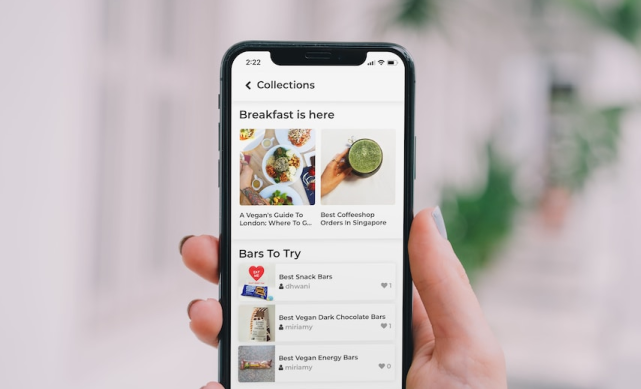 2:22
Collections
Breakfast is here
A Vegan's Guide To
London: Where To G...
Best Coffeeshop
Orders In Singapore
Bars To Try
Best Snack Bars
dhwani
1
Best Vegan Dark Chocolate Bars
miriamy
1
Best Vegan Energy Bars
miriamy
0